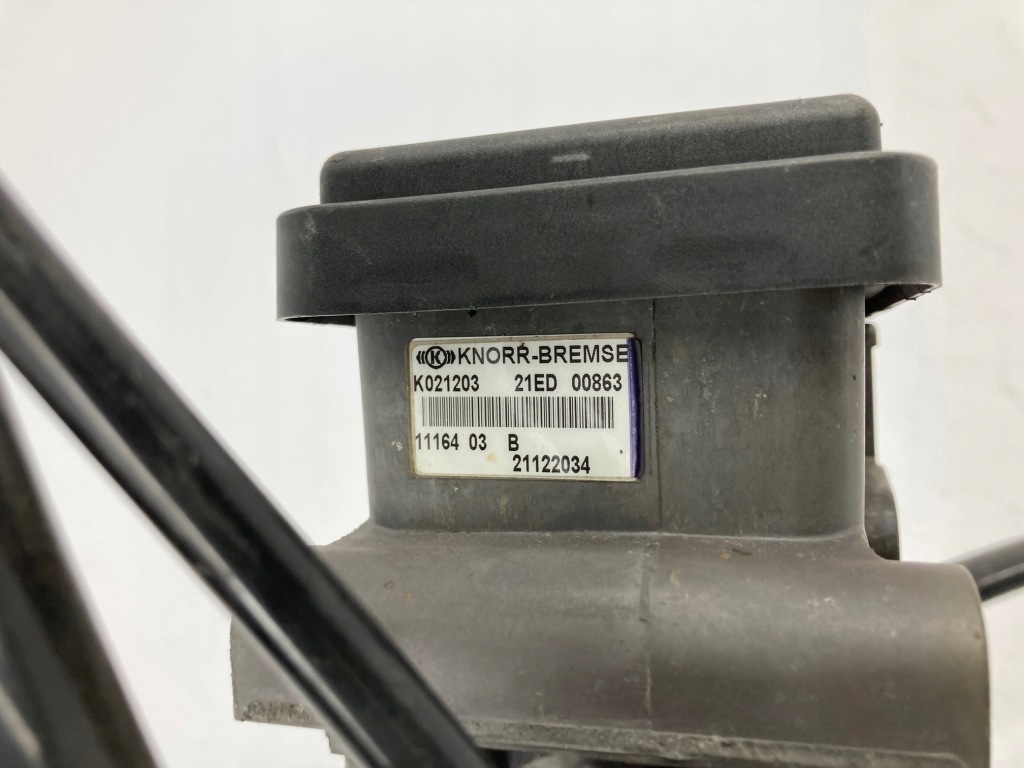 (((K))) KNORR-BREMSE
K021203 21ED 00863
11164 03 B
21122034